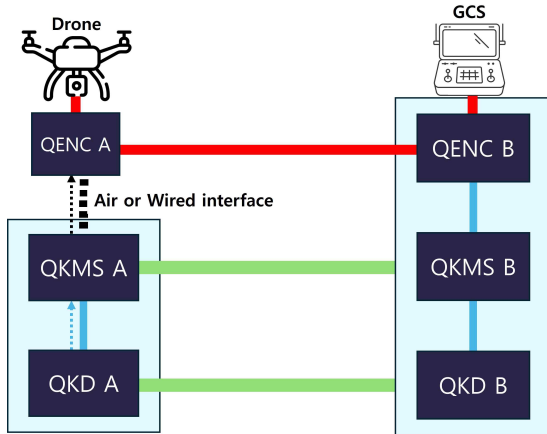 Drone
GCS
QENC A
QENC B
Air or Wired interface
QKMS A
QKMS B
QKD A
QKD B